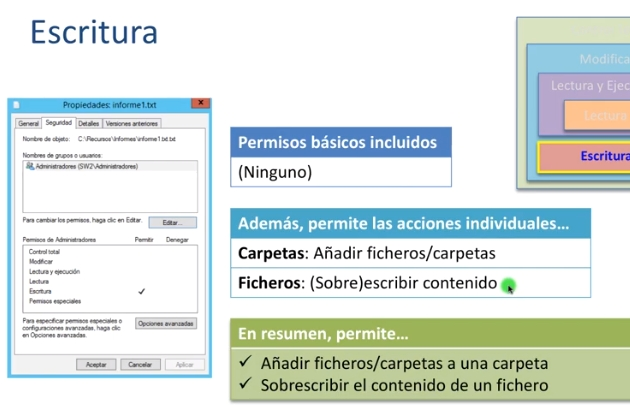 Escritura
Modifica
Lectura y Ejec
Lectura
Escritura
Propiedades: informe1.txt
General Seguridad Detalles Versiones anteriores
Nombre de objeto: C:\Recursos\Informes\informe1.txt.txt
Nombres de grupos o usuarios:
Administradores (SW2\Administradores)
Para cambiar los permisos, haga clic en Editar. Editar...
Permisos de Administradores Permitir Denegar
Control total
Modificar
Lectura y ejecución
Lectura
Escritura ✓
Permisos especiales
Para especificar permisos especiales o
configuraciones avanzadas, haga clic
en Opciones avanzadas.
Opciones avanzadas
Aceptar Cancelar Aplicar
Permisos básicos incluidos
(Ninguno)
Además, permite las acciones individuales...
Carpetas: Añadir ficheros/carpetas
Ficheros: (Sobre)escribir contenido
En resumen, permite...
✓ Añadir ficheros/carpetas a una carpeta
✓ Sobrescribir el contenido de un fichero